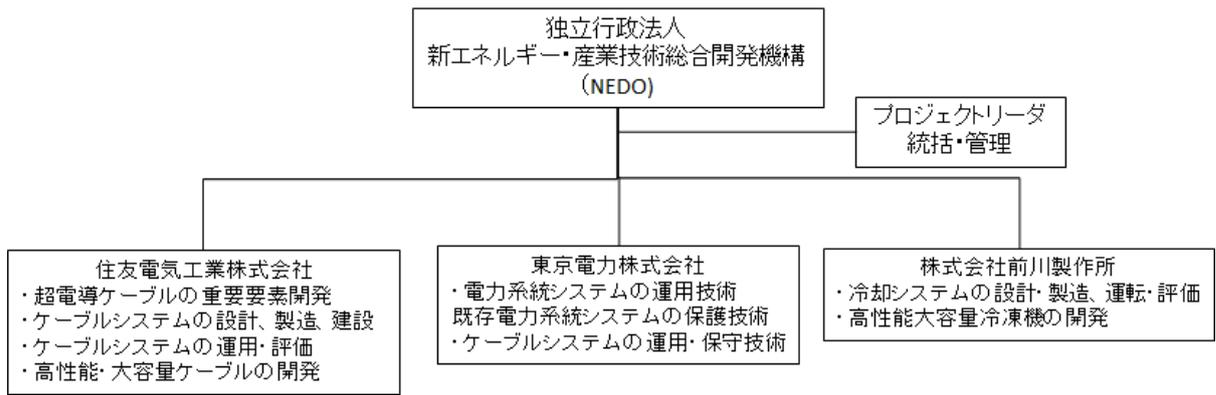 独立行政法人
新エネルギー・産業技術総合開発機構
（NEDO)
プロジェクトリーダ
統括・管理
住友電気工業株式会社
・超電導ケーブルの重要要素開発
・ケーブルシステムの設計、製造、建設
・ケーブルシステムの運用・評価
・高性能・大容量ケーブルの開発
東京電力株式会社
・電力系統システムの運用技術
既存電力系統システムの保護技術
・ケーブルシステムの運用・保守技術
株式会社前川製作所
・冷却システムの設計・製造、運転・評価
・高性能大容量冷凍機の開発